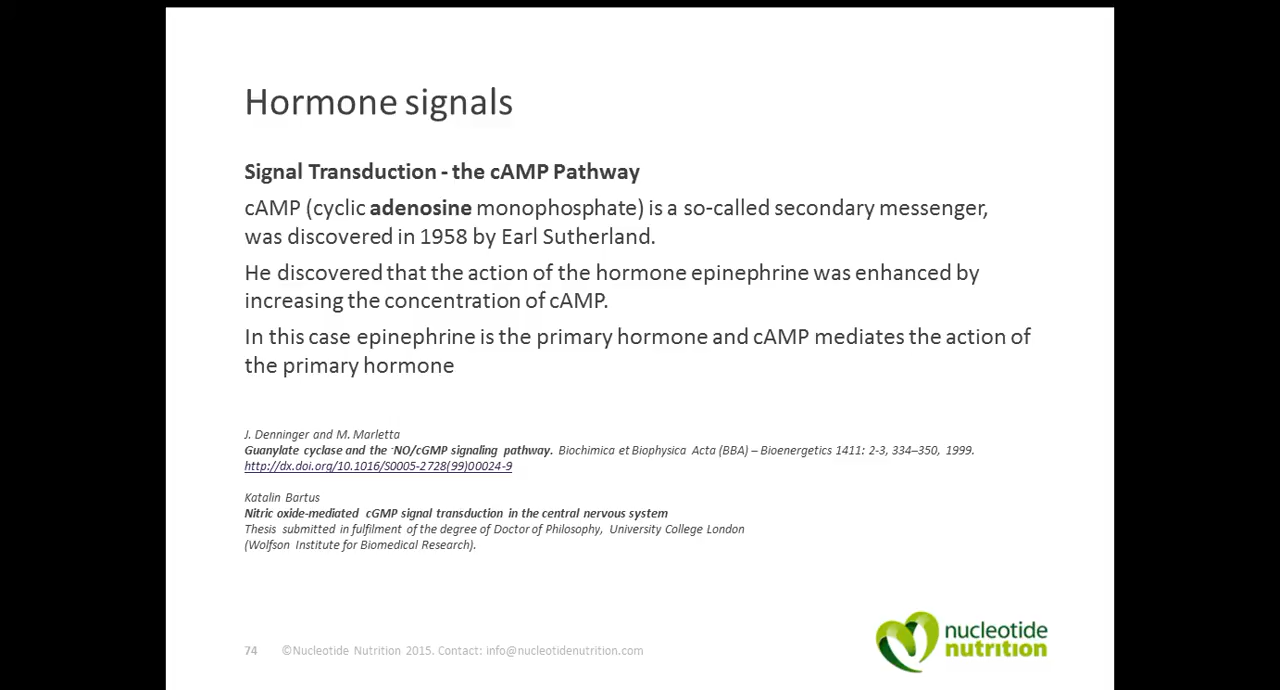 Hormone signals
Signal Transduction - the cAMP Pathway
cAMP (cyclic adenosine monophosphate) is a so-called secondary messenger,
was discovered in 1958 by Earl Sutherland.
He discovered that the action of the hormone epinephrine was enhanced by
increasing the concentration of cAMP.
In this case epinephrine is the primary hormone and cAMP mediates the action of
the primary hormone
J. Denninger and M. Marletta
Guanylate cyclase and the ·NO/cGMP signaling pathway. Biochimica et Biophysica Acta (BBA) – Bioenergetics 1411: 2-3, 334–350, 1999.
http://dx.doi.org/10.1016/S0005-2728(99)00024-9
Katalin Bartus
Nitric oxide-mediated cGMP signal transduction in the central nervous system
Thesis submitted in fulfilment of the degree of Doctor of Philosophy, University College London
(Wolfson Institute for Biomedical Research).
74 ©Nucleotide Nutrition 2015. Contact: info@nucleotidenutrition.com
nucleotide
nutrition